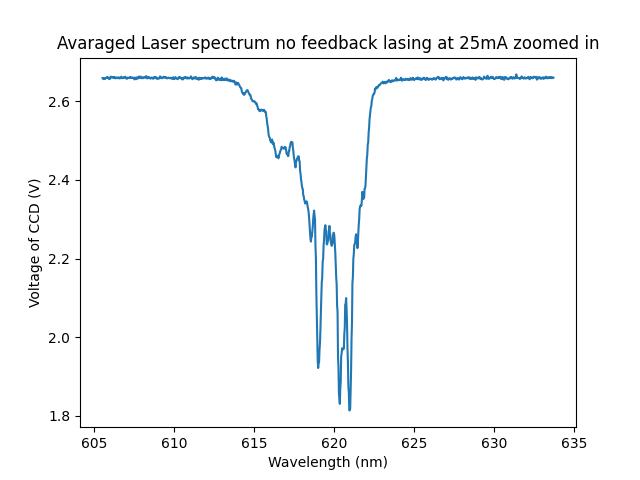 Avaraged Laser spectrum no feedback lasing at 25mA zoomed in
2.6
2.4
2.2
2.0
1.8
Voltage of CCD (V)
605 610 615 620 625 630 635
Wavelength (nm)